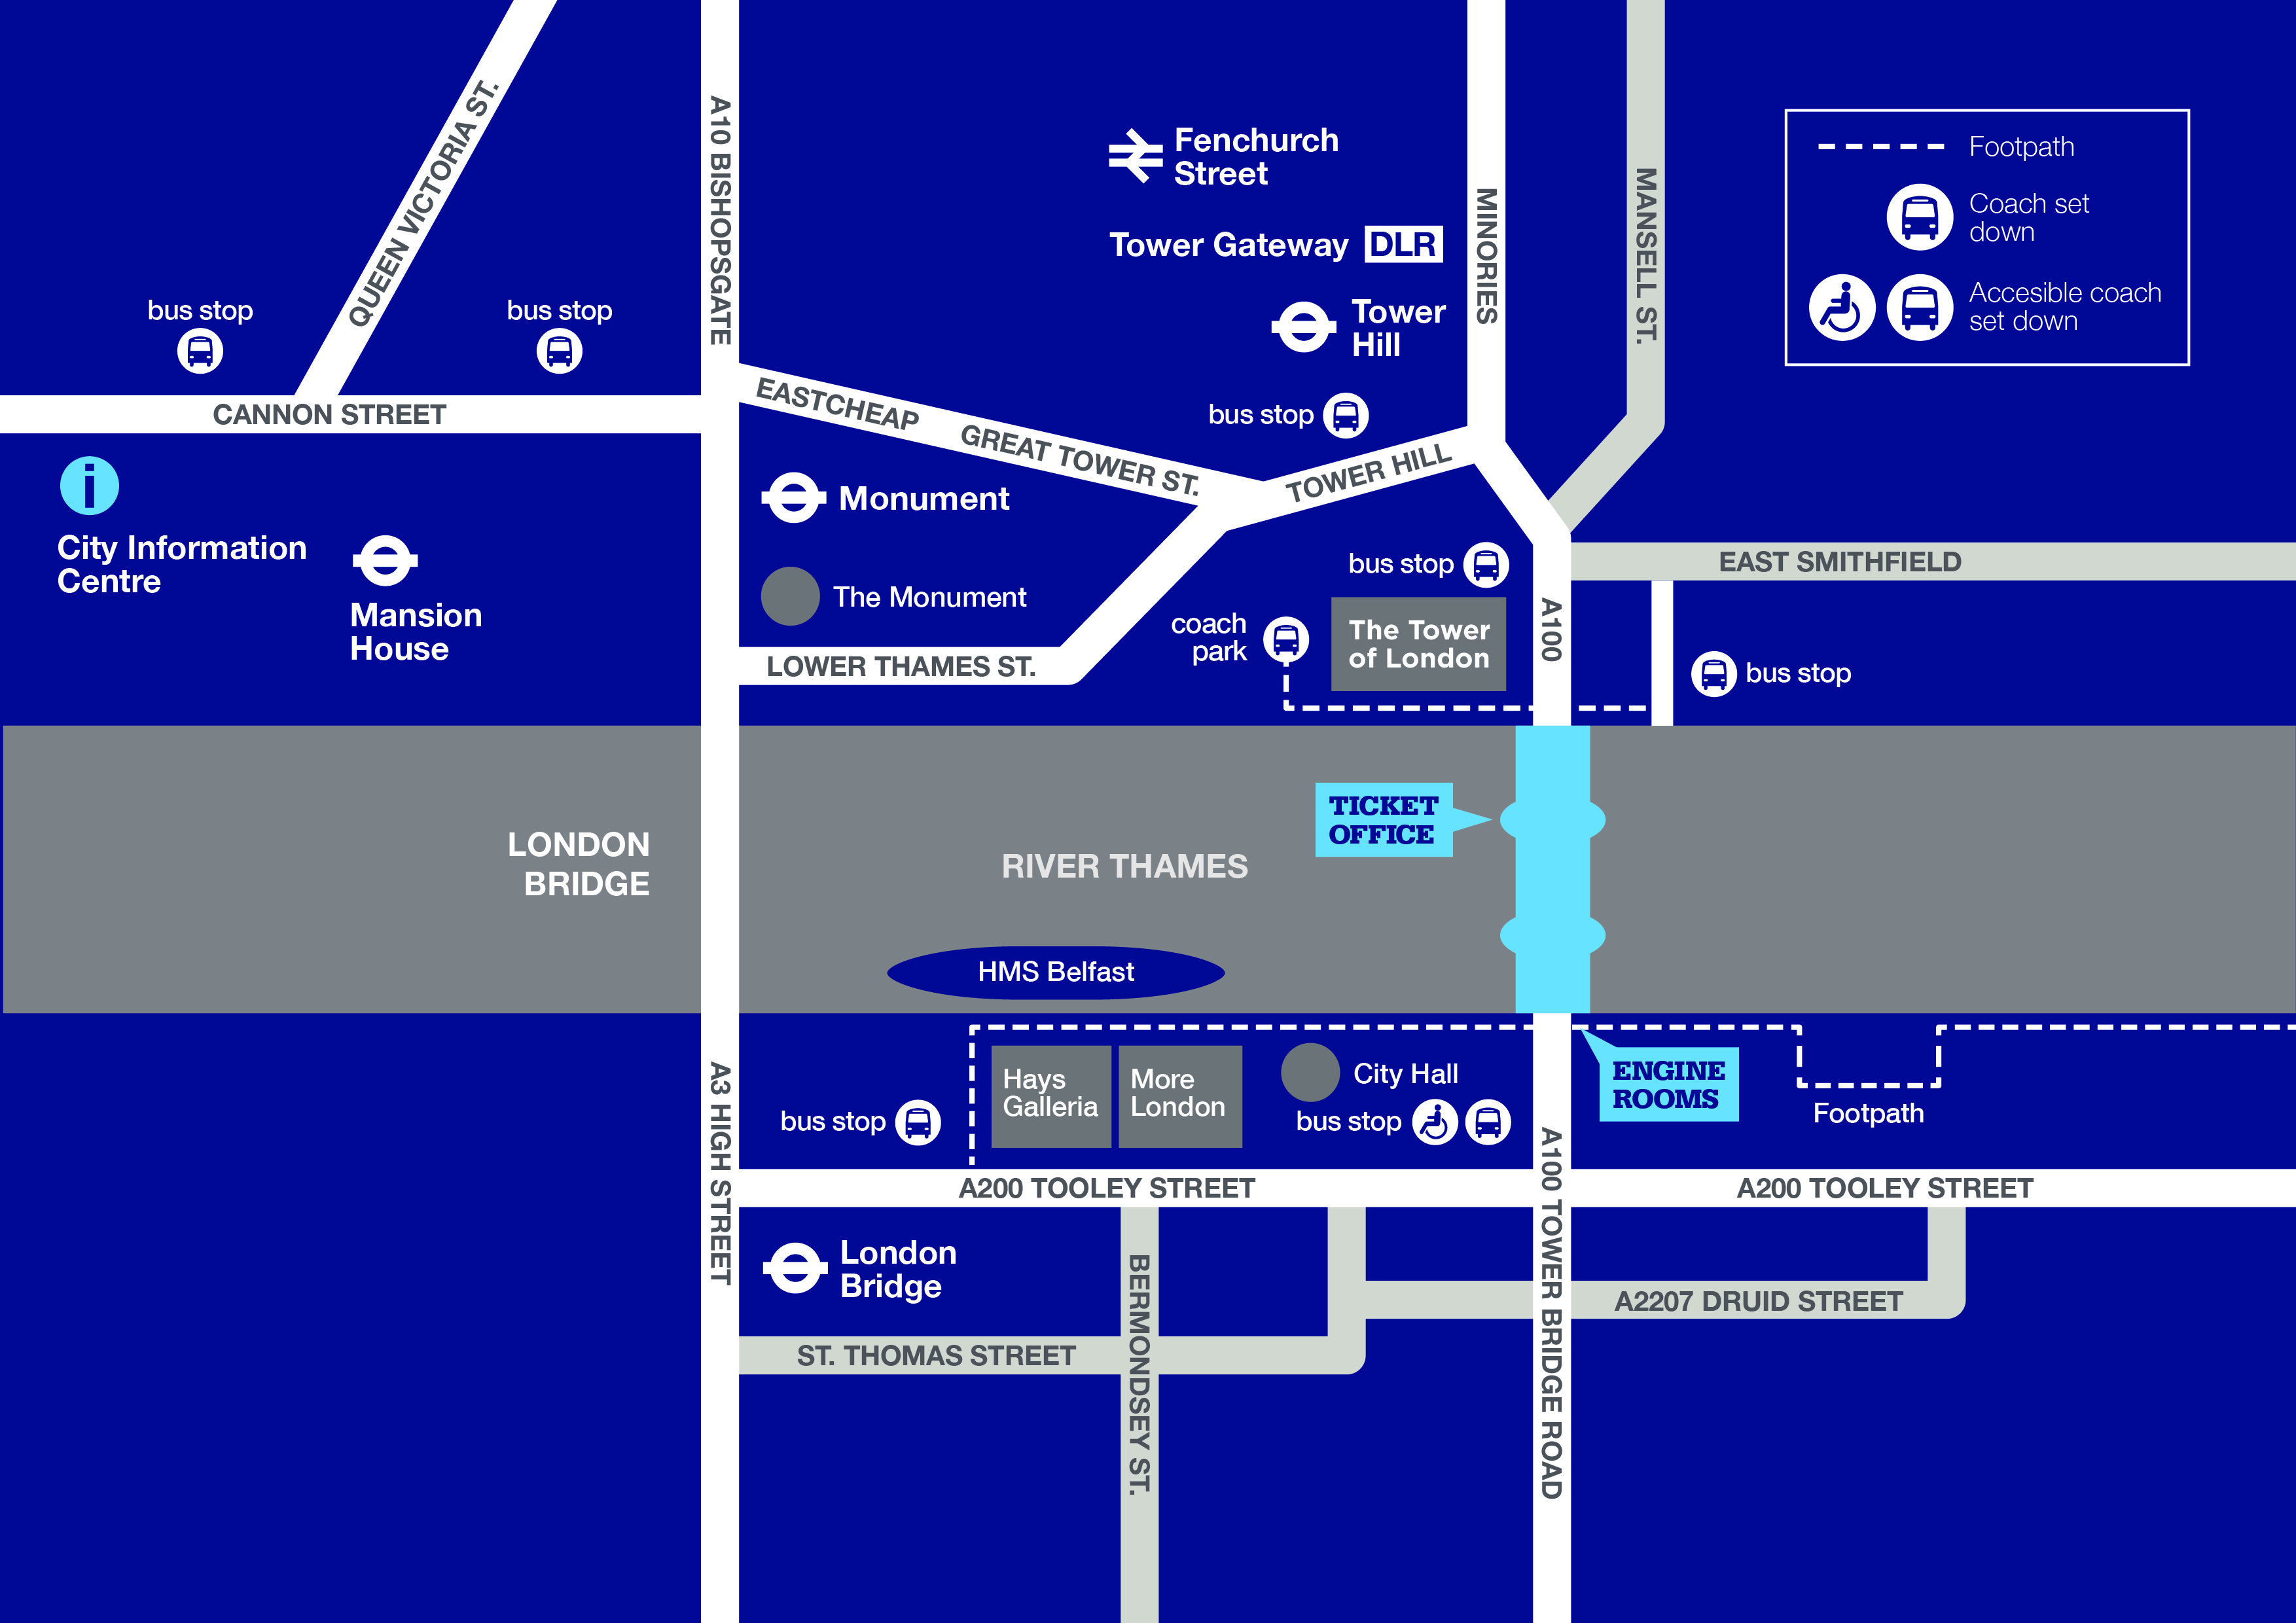 QUEEN VICTORIA ST.
A10 BISHOPSGATE
Fenchurch
Street
Tower Gateway DLR
Tower
Hill
MINORIES
MANSELL ST.
Footpath
Coach set
down
Accesible coach
set down
bus stop
bus stop
bus stop
CANNON STREET
EASTCHEAP
GREAT TOWER ST.
TOWER HILL
i
City Information
Centre
Mansion
House
Monument
The Monument
LOWER THAMES ST.
bus stop
coach
park
The Tower
of London
A100
EAST SMITHFIELD
bus stop
LONDON
BRIDGE
RIVER THAMES
TICKET
OFFICE
HMS Belfast
A3 HIGH STREET
bus stop
Hays
Galleria
More
London
City Hall
bus stop
ENGINE
ROOMS
Footpath
A200 TOOLEY STREET
A200 TOOLEY STREET
London
Bridge
BERMONDSEY ST.
A100 TOWER BRIDGE ROAD
A2207 DRUID STREET
ST. THOMAS STREET